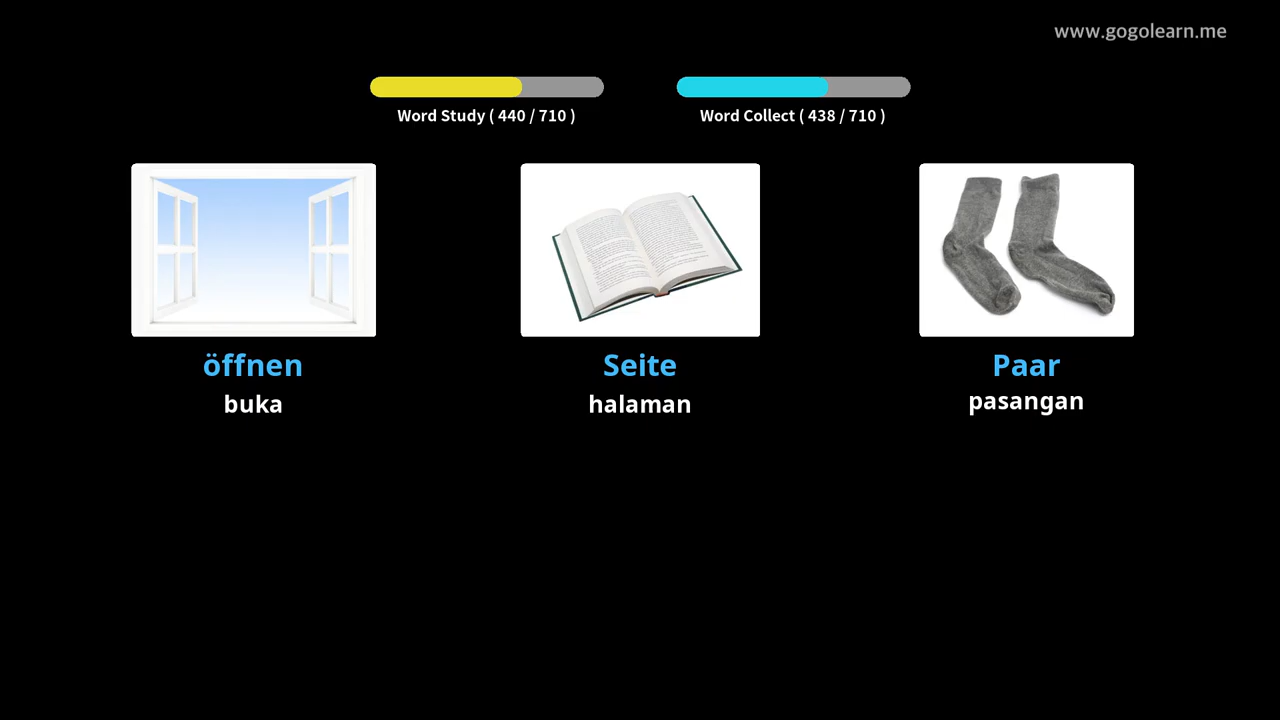 www.gogolearn.me
Word Study ( 440 / 710 )
Word Collect ( 438 / 710 )
öffnen
buka
Seite
halaman
Paar
pasangan